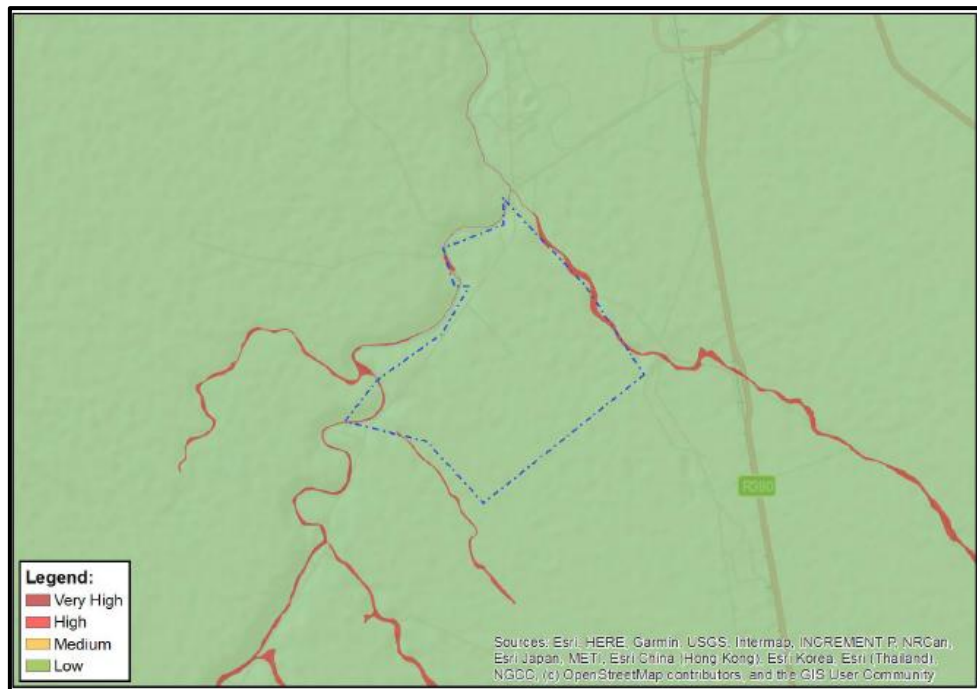 R390
Legend:
Very High
High
Medium
Low
Sources: Esri, HERE, Garmin, USGS, Intermap, INCREMENT P, NRCan,
Esri Japan, METI, Esri China (Hong Kong), Esri Korea, Esri (Thailand),
NGCC, (c) OpenStreetMap contributors, and the GIS User Community